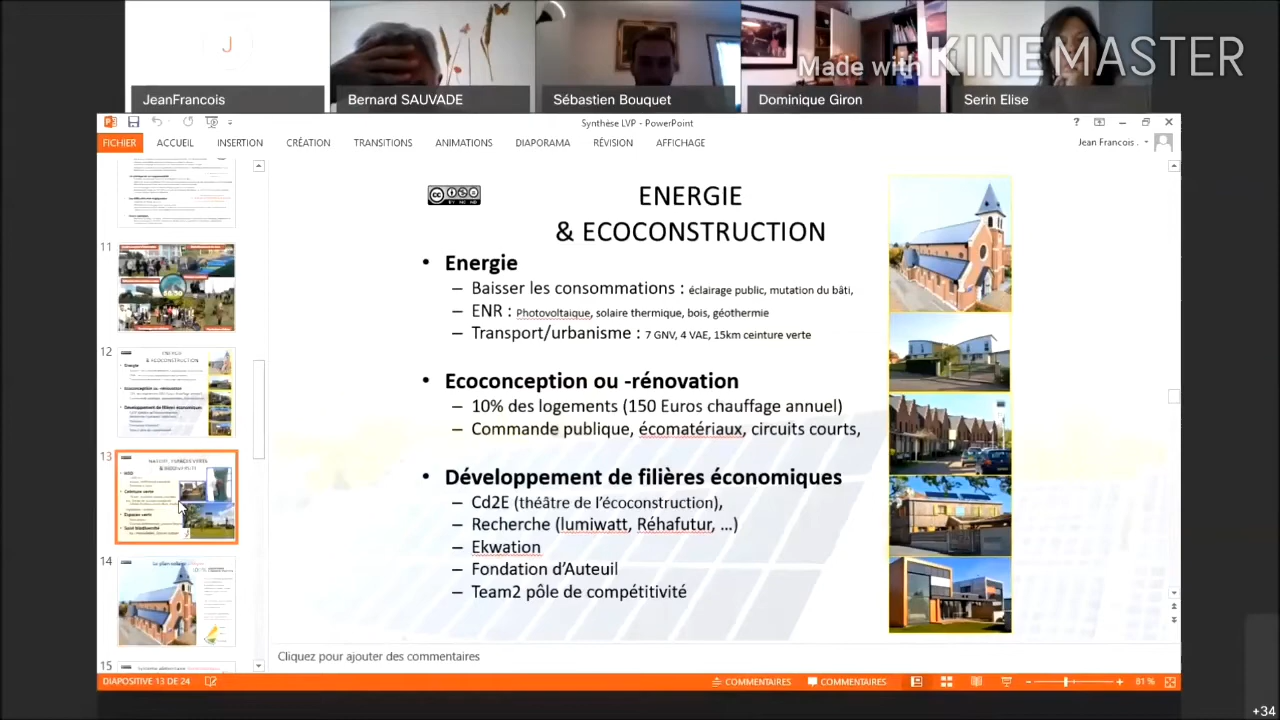 J
JeanFrancois
Bernard SAUVADE
Sébastien Bouquet
Dominique Giron
Serin Elise
Made with KINEMASTER
Synthèse LVP - PowerPoint
?
FICHIER
ACCUEIL
INSERTION
CRÉATION
TRANSITIONS
ANIMATIONS
DIAPORAMA
RÉVISION
AFFICHAGE
Jean Francois .
11
12
ENERGIE
& ECOCONSTRUCTION
13
14
15
ENERGIE
& ECOCONSTRUCTION
• Energie
– Baisser les consommations : éclairage public, mutation du bâti,
– ENR : Photovoltaique, solaire thermique, bois, géothermie
– Transport/urbanisme : 7 GNV, 4 VAE, 15km ceinture verte
• Ecoconception ou -rénovation
– 10% des logements (150 Euros chauffage annuel)
– Commande publique, écomatériaux, circuits courts,
• Développement de filières économiques
– Cd2E (théâtre de l'écoconstruction),
– Recherche (Lumiwatt, Réhafutur, ...)
– Ekwation
– Fondation d'Auteuil
– Team2 pôle de compétitivité
Cliquez pour ajouter des commentaires
DIAPOSITIVE 13 DE 24
COMMENTAIRES
COMMENTAIRES
81 %
+34